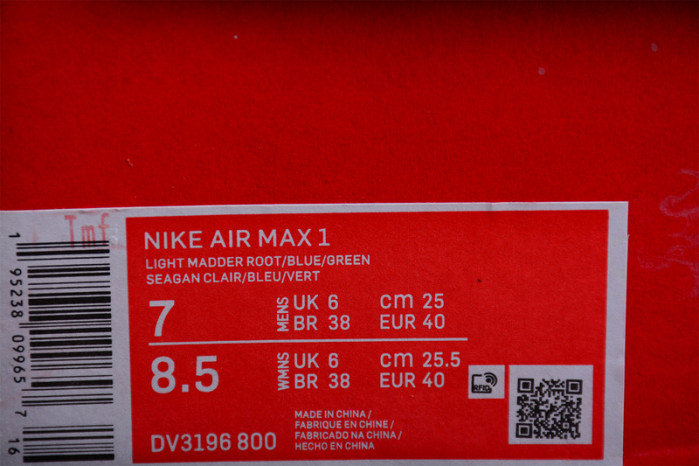 Tmf
NIKE AIR MAX 1
LIGHT MADDER ROOT/BLUE/GREEN
SEAGAN CLAIR/BLEU/VERT
7 MENS UK 6 cm 25
BR 38 EUR 40
8.5 WMNS UK 6 cm 25.5
BR 38 EUR 40
RFID
MADE IN CHINA/
FABRIQUE EN CHINE/
FABRICADO NA CHINA/
HECHO EN CHINA
DV3196 800
1 95238 09965 7 16